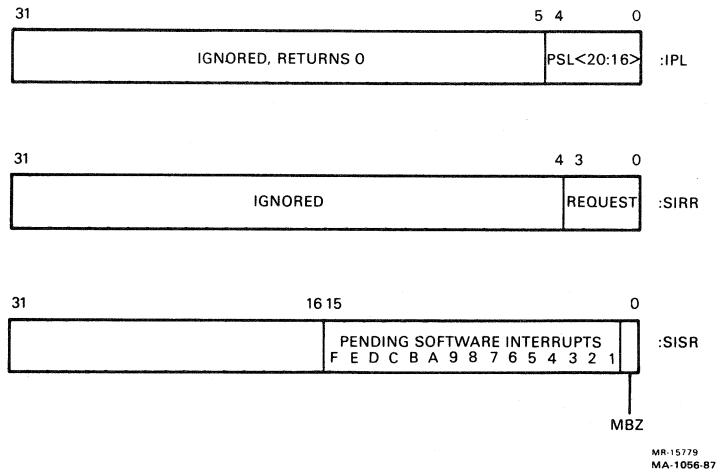 31 5 4 0
IGNORED, RETURNS 0 PSL<20:16> :IPL
31 4 3 0
IGNORED REQUEST :SIRR
31 16 15 0
PENDING SOFTWARE INTERRUPTS :SISR
F E D C B A 9 8 7 6 5 4 3 2 1
MBZ
MR-15779
MA-1056-87